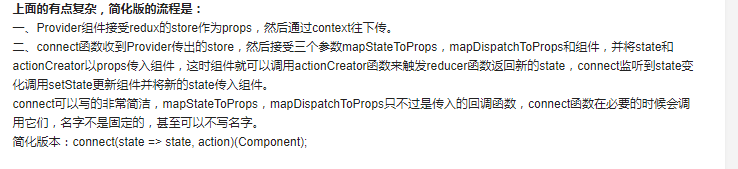 上面的有点复杂，简化版的流程是：
一、Provider组件接受redux的store作为props，然后通过context往下传。
二、connect函数收到Provider传出的store，然后接受三个参数mapStateToProps，mapDispatchToProps和组件，并将state和
actionCreator以props传入组件，这时组件就可以调用actionCreator函数来触发reducer函数返回新的state，connect监听到state变
化调用setState更新组件并将新的state传入组件。
connect可以写的非常简洁，mapStateToProps，mapDispatchToProps只不过是传入的回调函数，connect函数在必要的时候会调
用它们，名字不是固定的，甚至可以不写名字。
简化版本：connect(state => state, action)(Component);